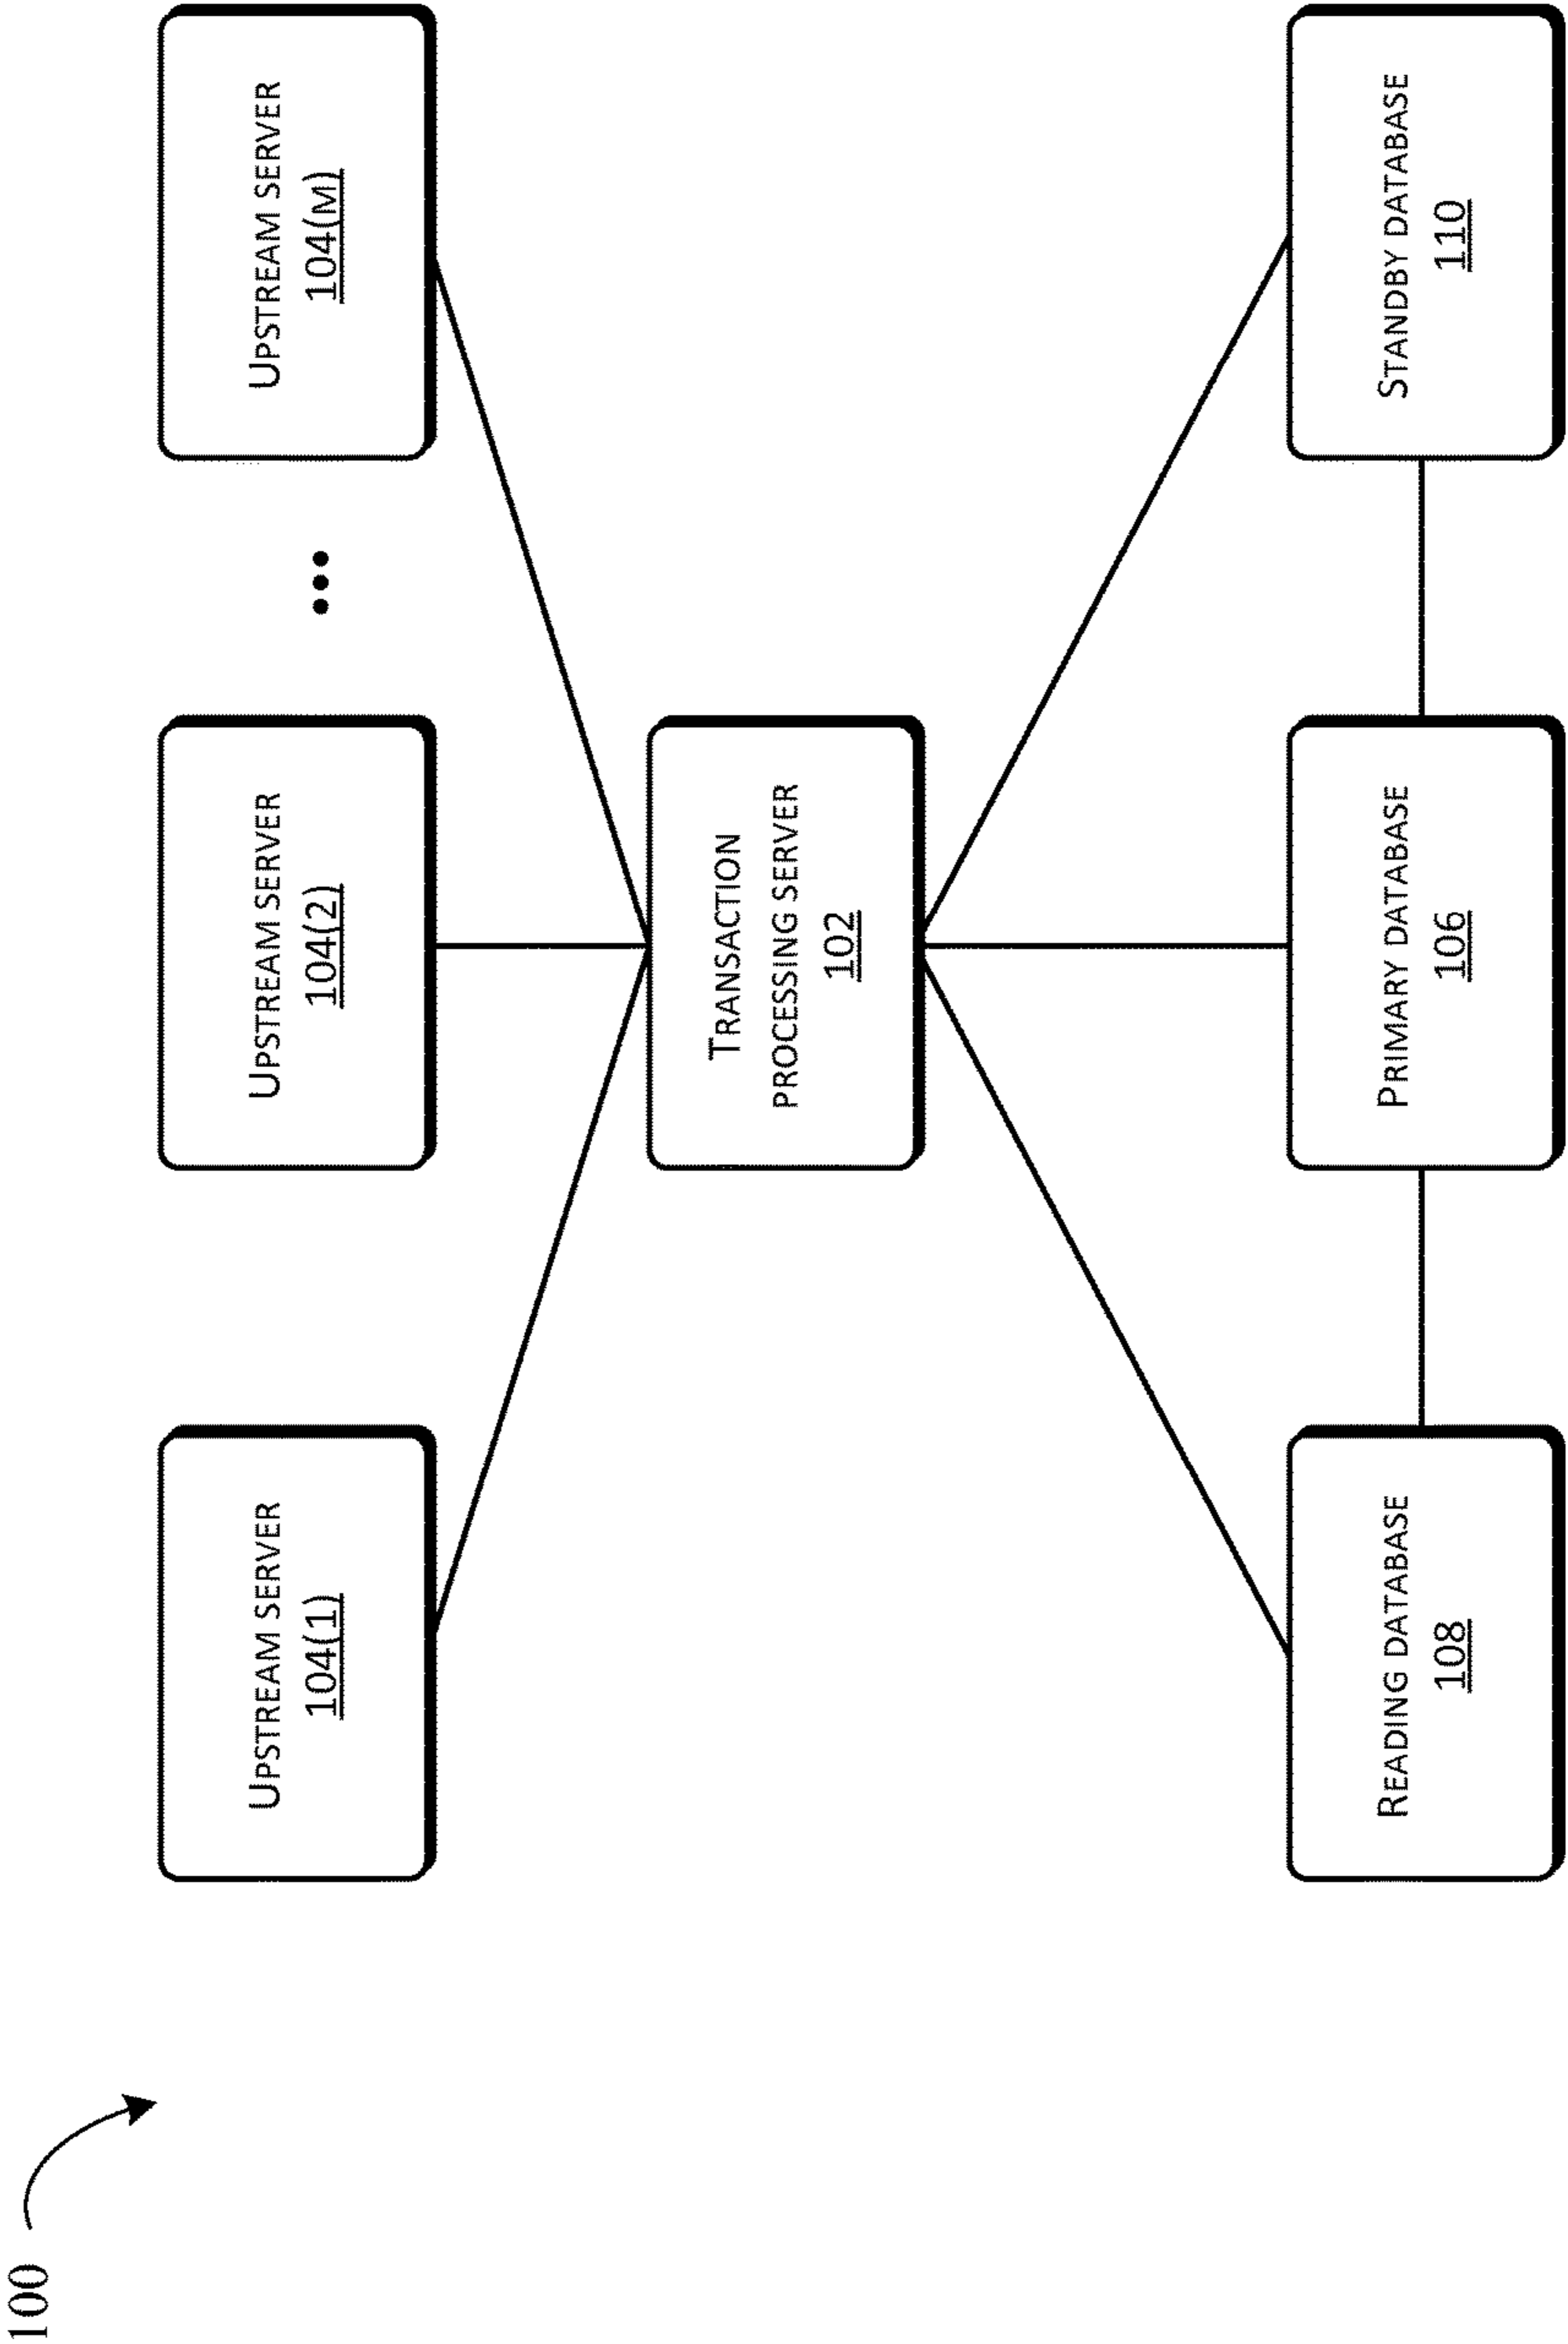 100
Upstream server
104(1)
Upstream server
104(2)
...
Upstream server
104(m)
Transaction
processing server
102
Reading database
108
Primary database
106
Standby database
110